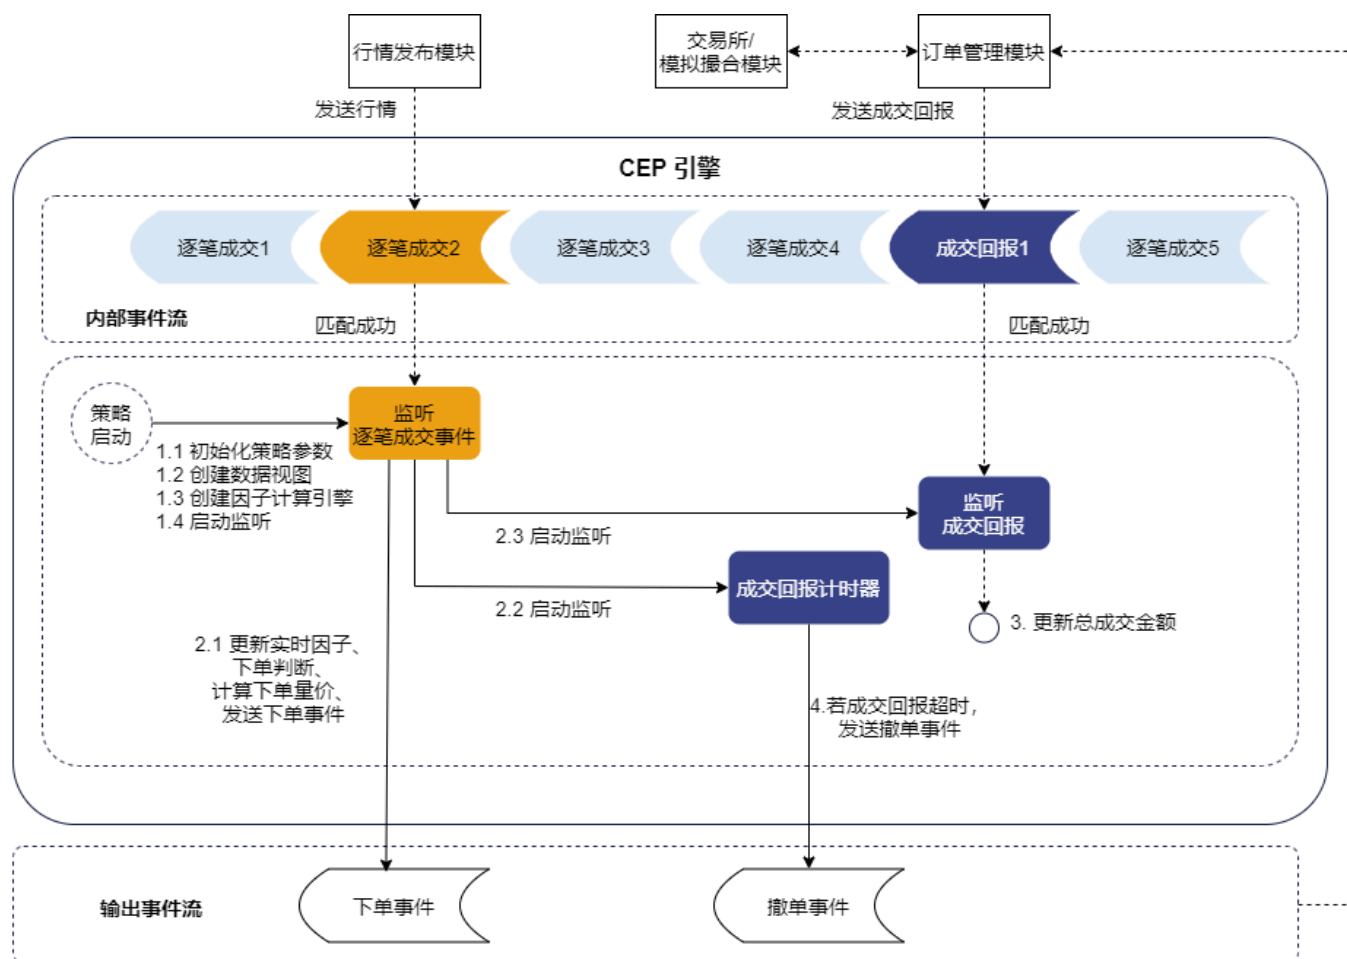 行情发布模块
交易所/
模拟撮合模块
订单管理模块
发送行情
发送成交回报
CEP 引擎
逐笔成交1
逐笔成交2
逐笔成交3
逐笔成交4
成交回报1
逐笔成交5
内部事件流
匹配成功
匹配成功
策略
启动
监听
逐笔成交事件
1.1 初始化策略参数
1.2 创建数据视图
1.3 创建因子计算引擎
1.4 启动监听
监听
成交回报
2.3 启动监听
成交回报计时器
2.2 启动监听
3. 更新总成交金额
2.1 更新实时因子、
下单判断、
计算下单量价、
发送下单事件
4.若成交回报超时，
发送撤单事件
输出事件流
下单事件
撤单事件